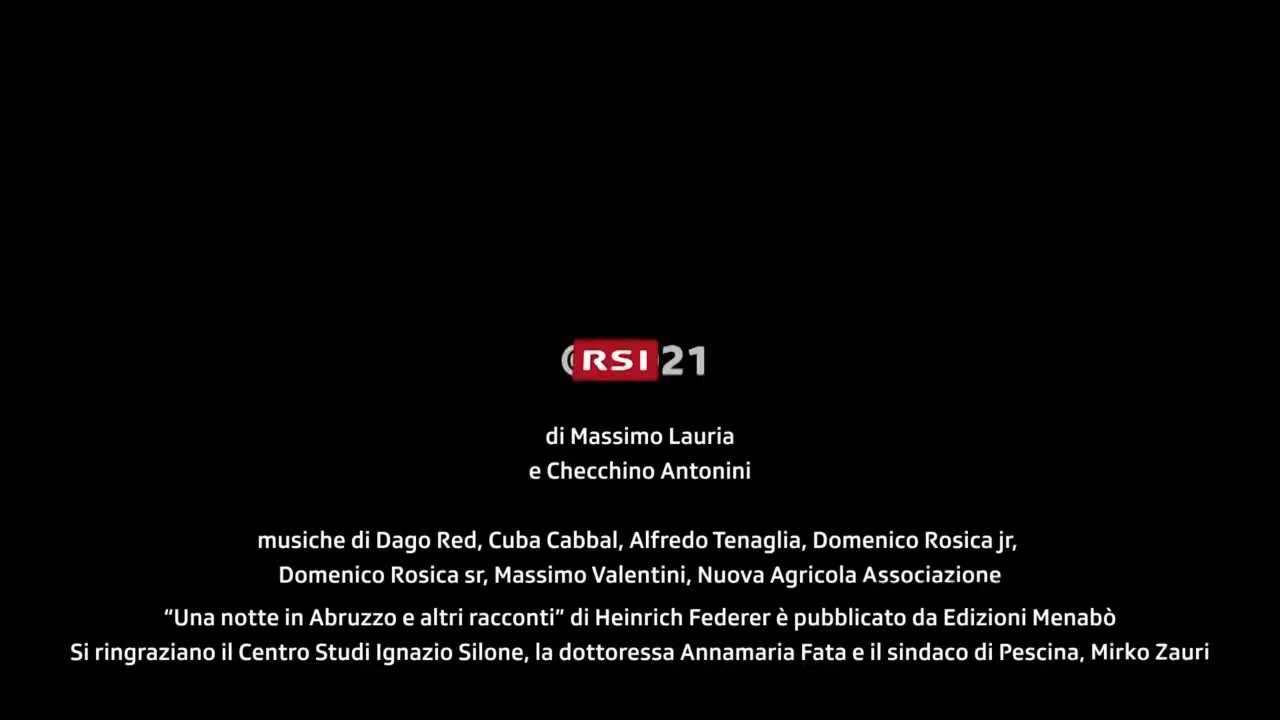 RSI 21
di Massimo Lauria
e Checchino Antonini
musiche di Dago Red, Cuba Cabbal, Alfredo Tenaglia, Domenico Rosica jr,
Domenico Rosica sr, Massimo Valentini, Nuova Agricola Associazione
“Una notte in Abruzzo e altri racconti” di Heinrich Federer è pubblicato da Edizioni Menabò
Si ringraziano il Centro Studi Ignazio Silone, la dottoressa Annamaria Fata e il sindaco di Pescina, Mirko Zauri